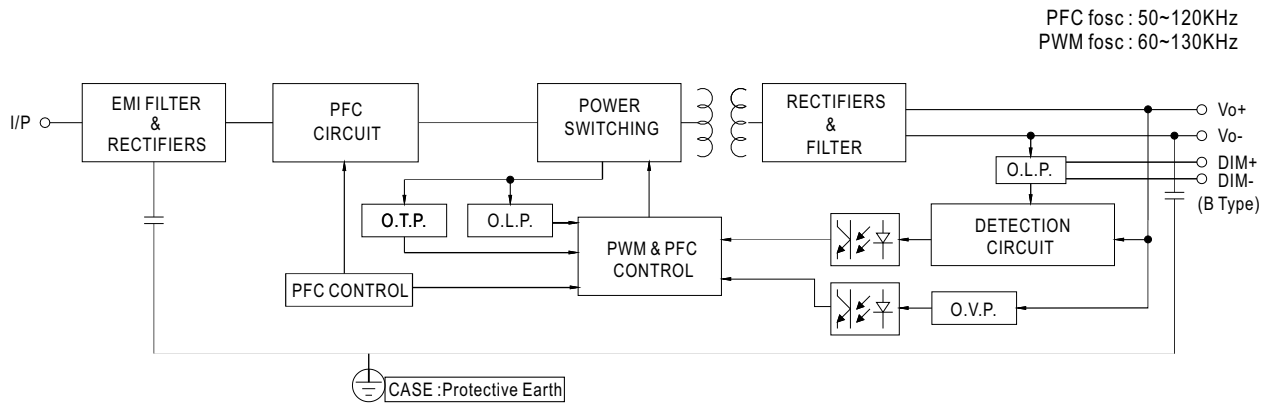 PFC fosc : 50~120KHz
PWM fosc : 60~130KHz
I/P
EMI FILTER
&
RECTIFIERS
PFC
CIRCUIT
POWER
SWITCHING
RECTIFIERS
&
FILTER
Vo+
Vo-
DIM+
DIM-
(B Type)
O.L.P.
O.T.P.
O.L.P.
PWM & PFC
CONTROL
DETECTION
CIRCUIT
PFC CONTROL
O.V.P.
CASE :Protective Earth